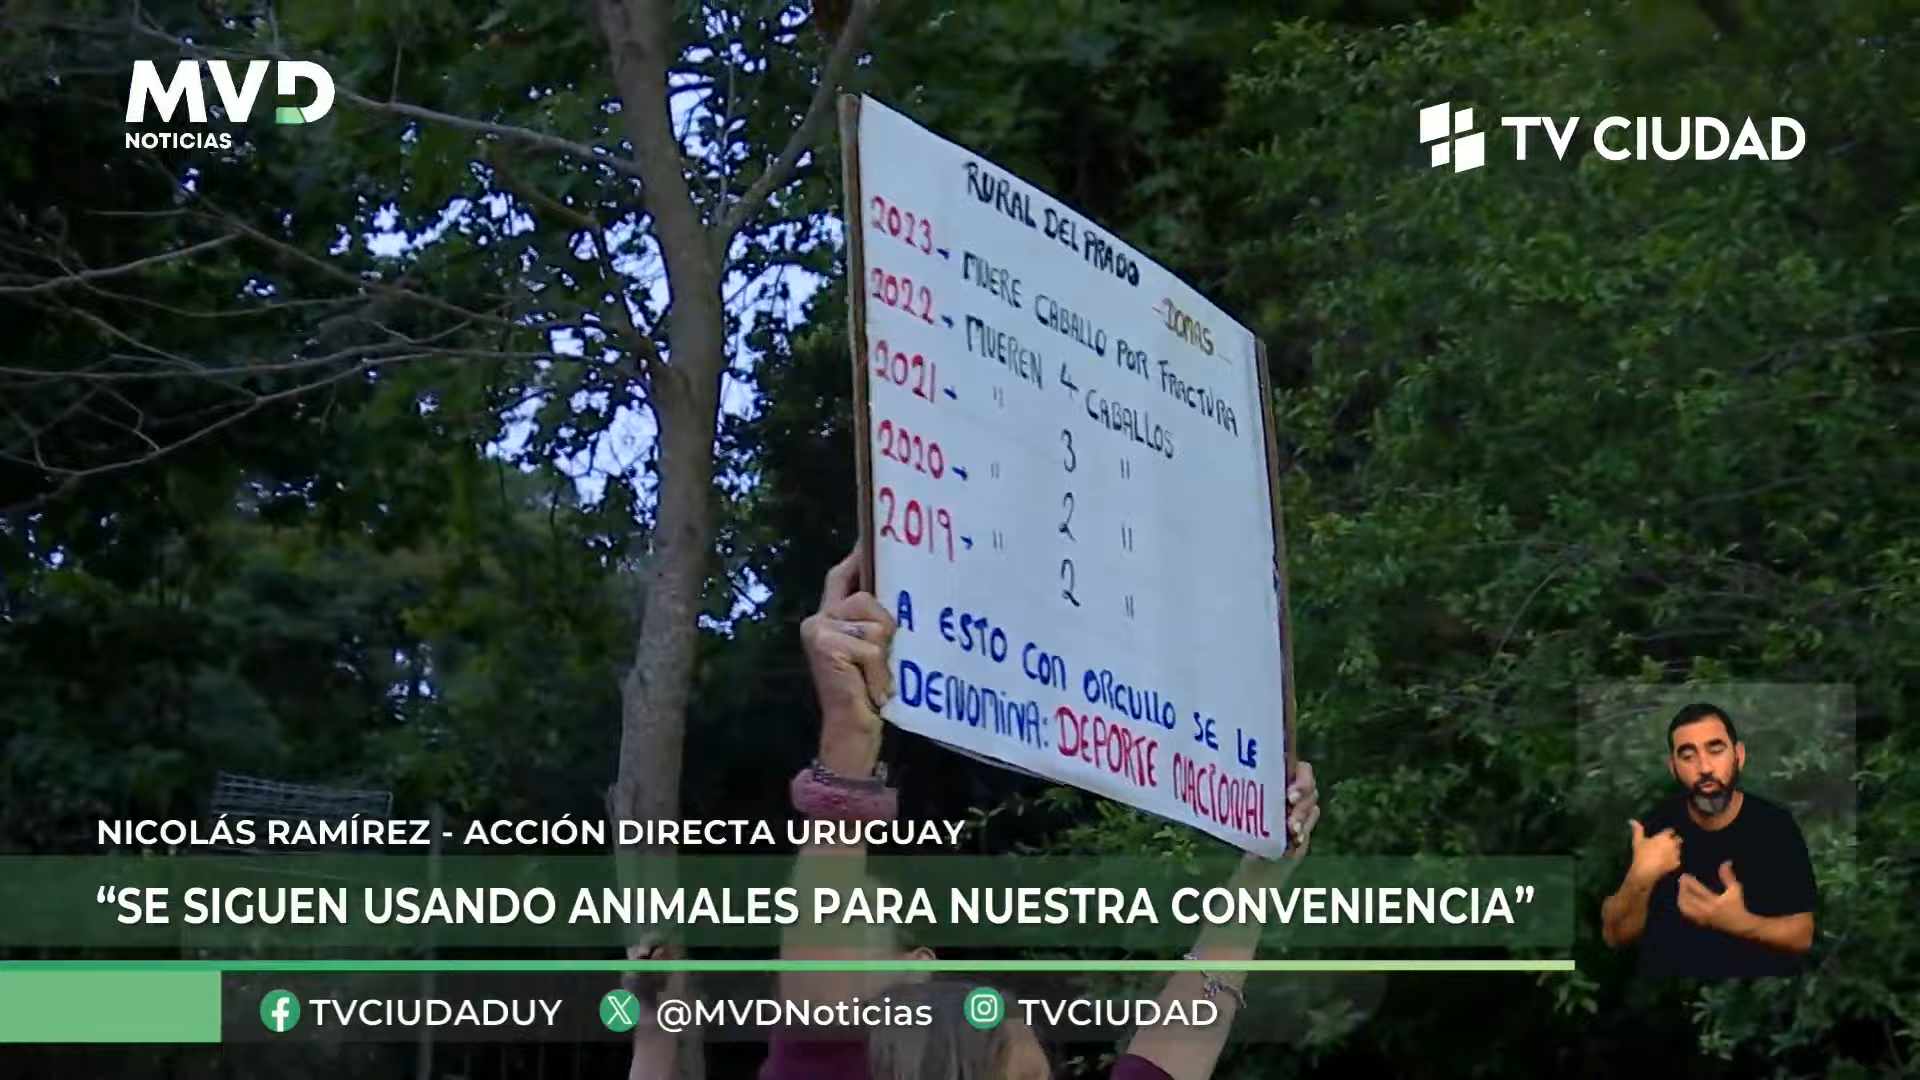 MVD
NOTICIAS
TV CIUDAD
RURAL DEL PRADO -DOMAS-
2023- MUERE CABALLO POR FRACTURA
2022- MUEREN 4 CABALLOS
2021- " 3 "
2020- " 2 "
2019- " 2 "
A ESTO CON ORGULLO SE LE
DENOMINA: DEPORTE NACIONAL
NICOLÁS RAMÍREZ - ACCIÓN DIRECTA URUGUAY
“SE SIGUEN USANDO ANIMALES PARA NUESTRA CONVENIENCIA”
TVCIUDADUY @MVDNoticias TVCIUDAD